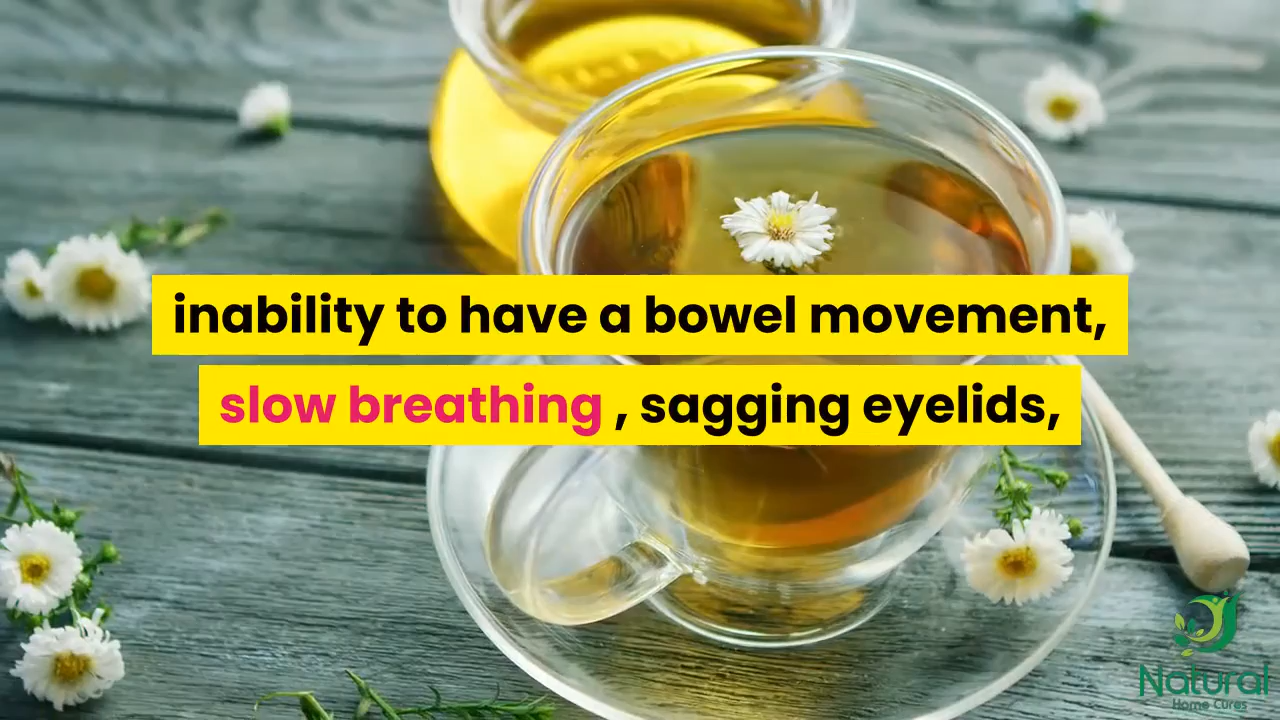 inability to have a bowel movement,
slow breathing , sagging eyelids,
Natural
Home Cures